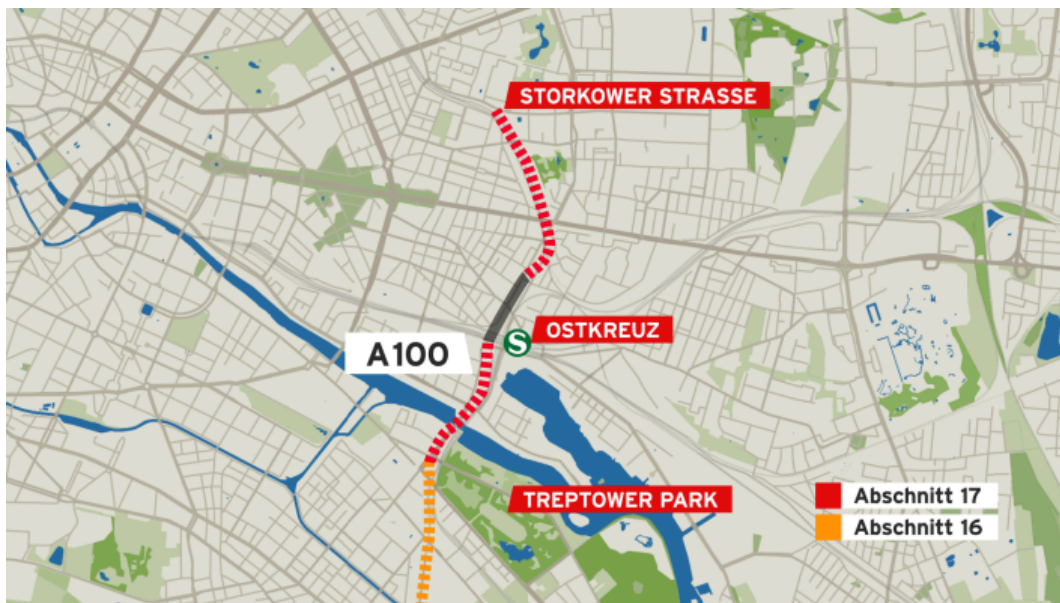 STORKOWER STRASSE
OSTKREUZ
S
A100
TREPTOWER PARK
Abschnitt 17
Abschnitt 16